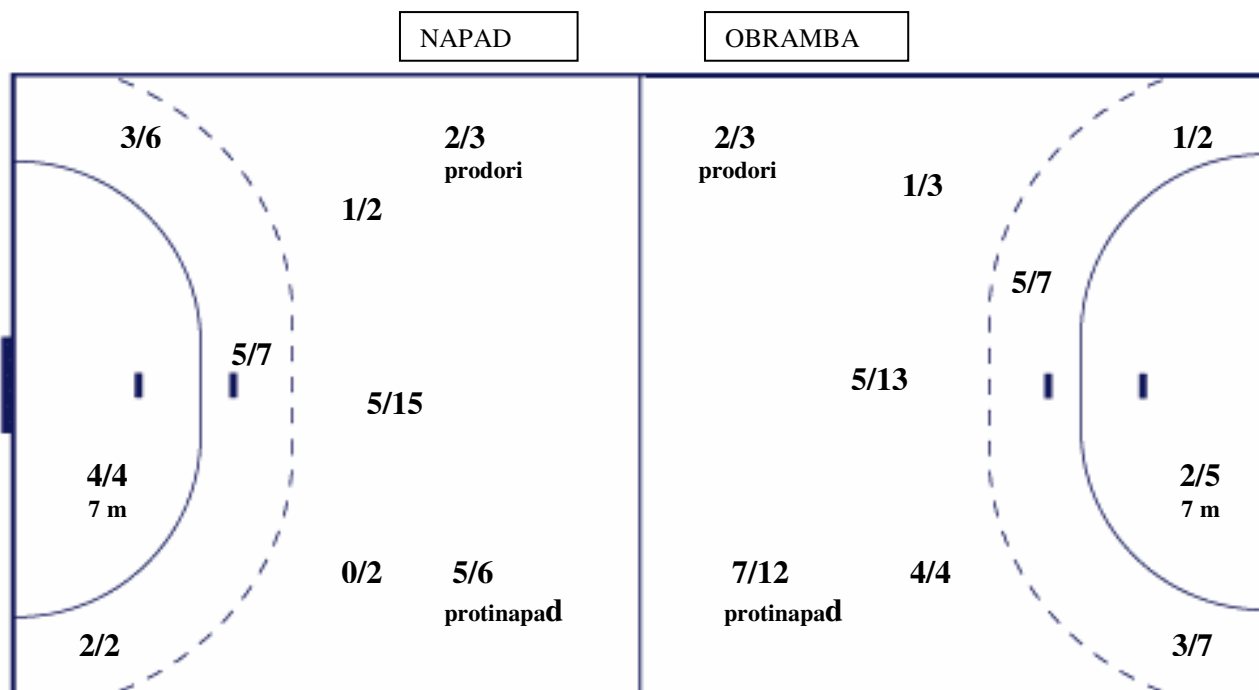 NAPAD
OBRAMBA
3/6
2/3
prodori
2/3
prodori
1/2
1/2
1/3
5/7
5/7
5/15
5/13
4/4
7 m
2/5
7 m
0/2
5/6
protinapad
7/12
protinapad
4/4
2/2
3/7